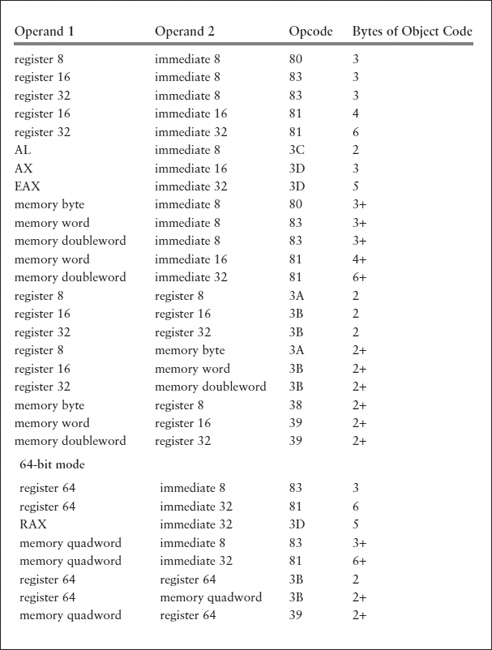 Operand 1 Operand 2 Opcode Bytes of Object Code
register 8 immediate 8 80 3
register 16 immediate 8 83 3
register 32 immediate 8 83 3
register 16 immediate 16 81 4
register 32 immediate 32 81 6
AL immediate 8 3C 2
AX immediate 16 3D 3
EAX immediate 32 3D 5
memory byte immediate 8 80 3+
memory word immediate 8 83 3+
memory doubleword immediate 8 83 3+
memory word immediate 16 81 4+
memory doubleword immediate 32 81 6+
register 8 register 8 3A 2
register 16 register 16 3B 2
register 32 register 32 3B 2
register 8 memory byte 3A 2+
register 16 memory word 3B 2+
register 32 memory doubleword 3B 2+
memory byte register 8 38 2+
memory word register 16 39 2+
memory doubleword register 32 39 2+
64-bit mode
register 64 immediate 8 83 3
register 64 immediate 32 81 6
RAX immediate 32 3D 5
memory quadword immediate 8 83 3+
memory quadword immediate 32 81 6+
register 64 register 64 3B 2
register 64 memory quadword 3B 2+
memory quadword register 64 39 2+